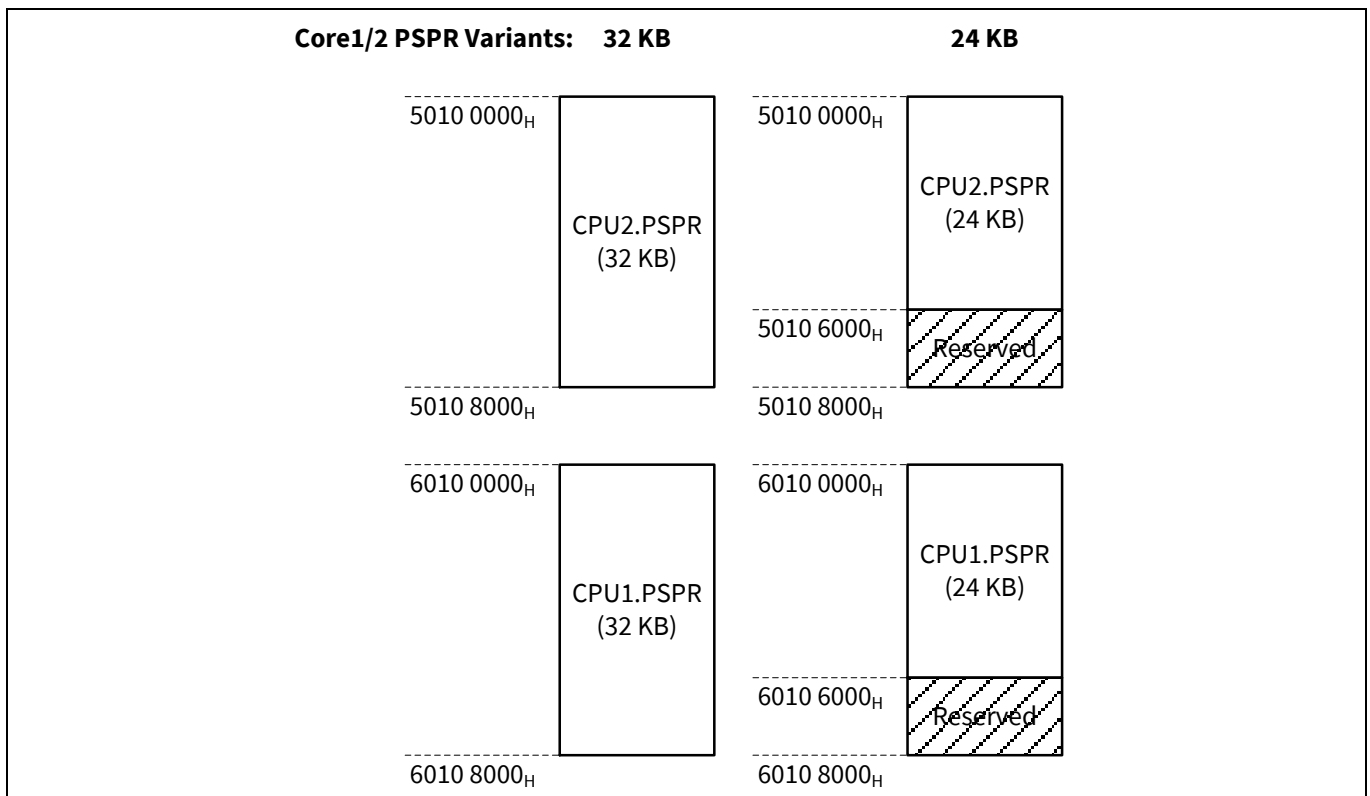 Core1/2 PSPR Variants: 32 KB 24 KB
5010 0000H 5010 0000H
CPU2.PSPR
CPU2.PSPR (24 KB)
(32 KB)
5010 6000H
Reserved
5010 8000H 5010 8000H
6010 0000H 6010 0000H
CPU1.PSPR
CPU1.PSPR (24 KB)
(32 KB)
6010 6000H
Reserved
6010 8000H 6010 8000H